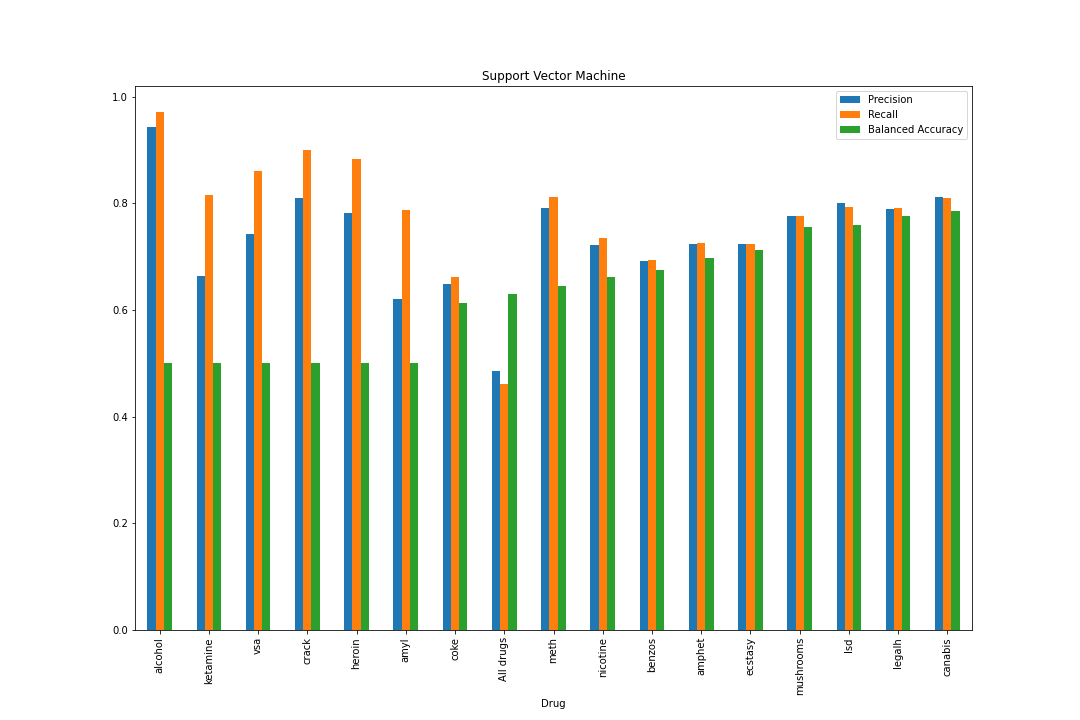 Support Vector Machine
Precision
Recall
Balanced Accuracy
1.0
0.8
0.6
0.4
0.2
0.0
alcohol
ketamine
vsa
crack
heroin
amyl
coke
All drugs
meth
nicotine
benzos
amphet
ecstasy
mushrooms
lsd
legalh
canabis
Drug